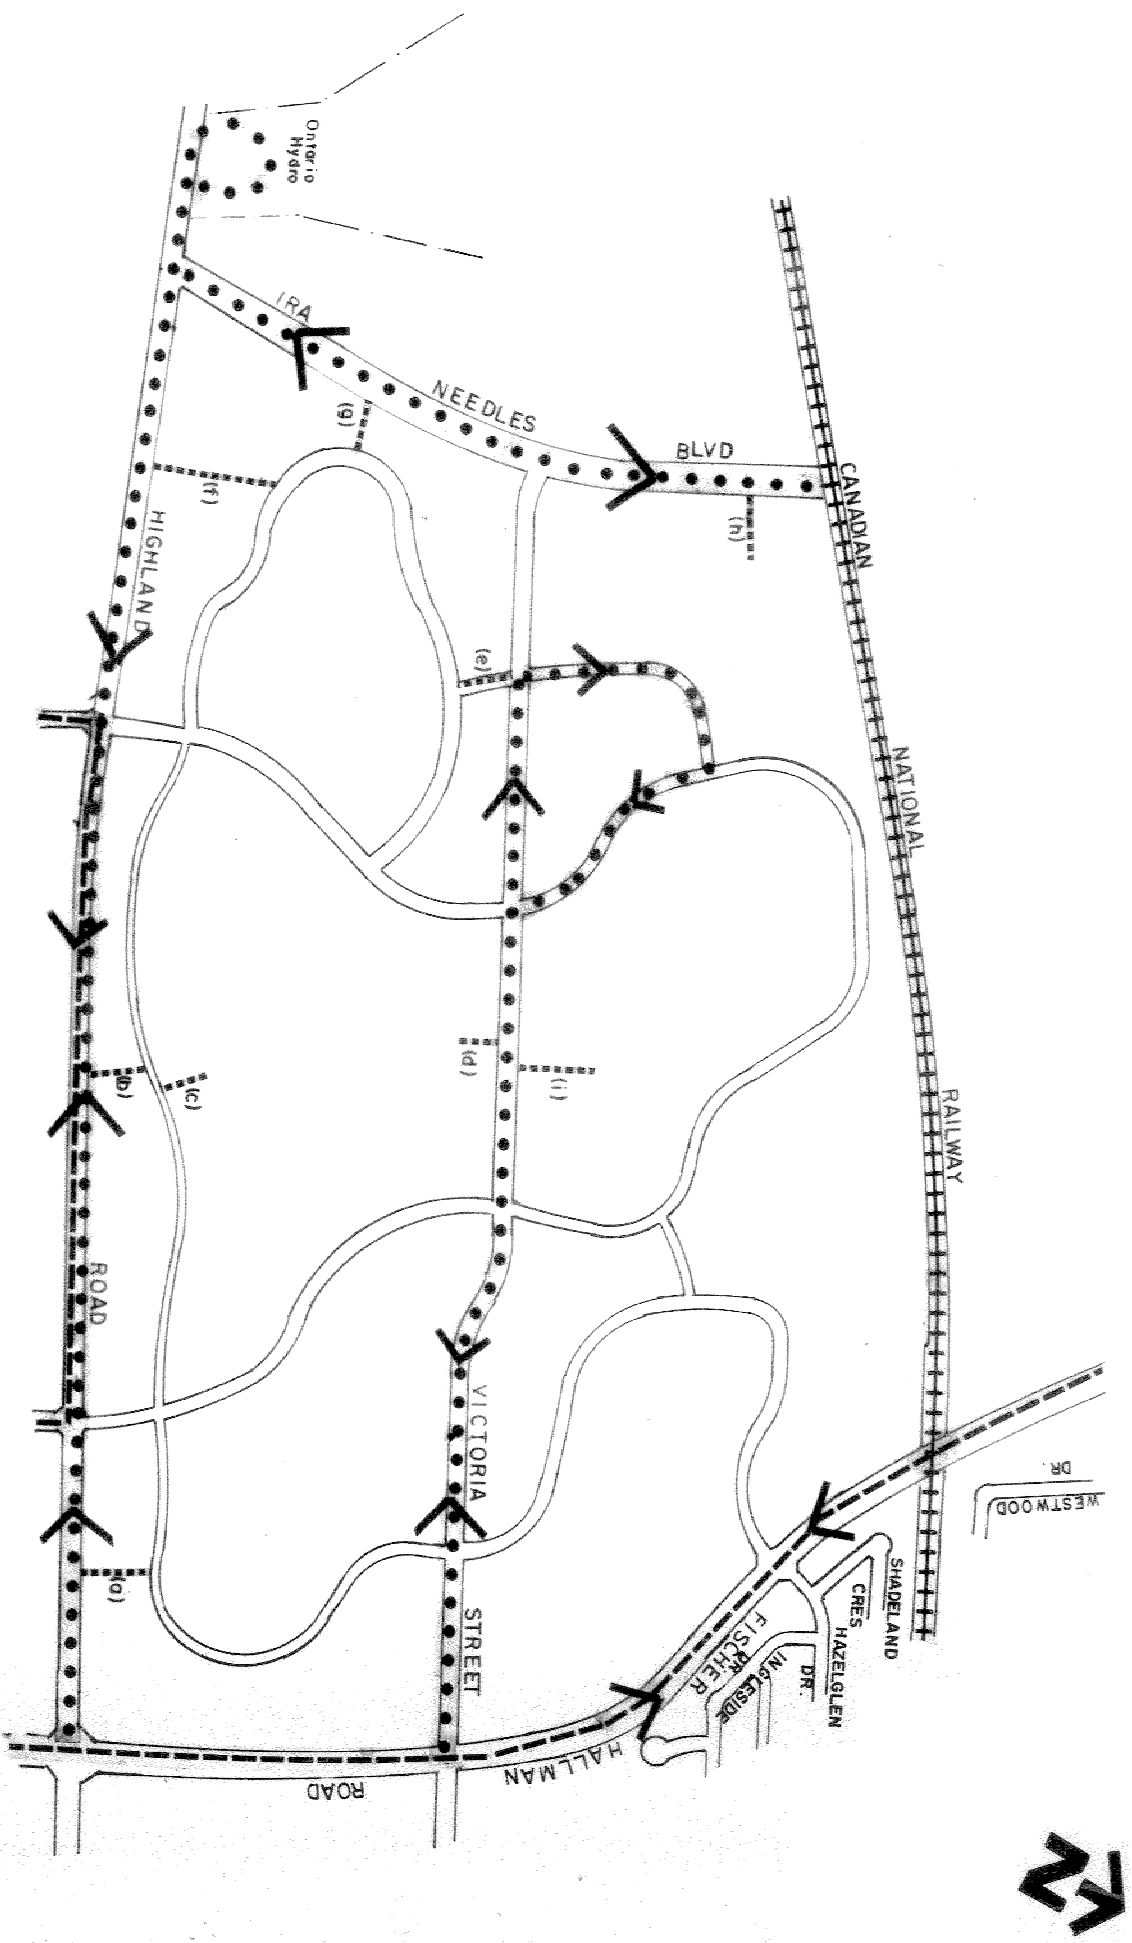 Ontario
Hydro
IRA
NEEDLES
BLVD
(g)
(f)
(h)
CANADIAN
HIGHLAND
(e)
NATIONAL
(d)
(i)
(b)
(c)
RAILWAY
ROAD
VICTORIA
DR.
WESTWOOD
(a)
SHADELAND
CRES
HAZELGLEN
DR.
STREET
FISCHER
INGLESIDE
DR.
HALLMAN
ROAD
N